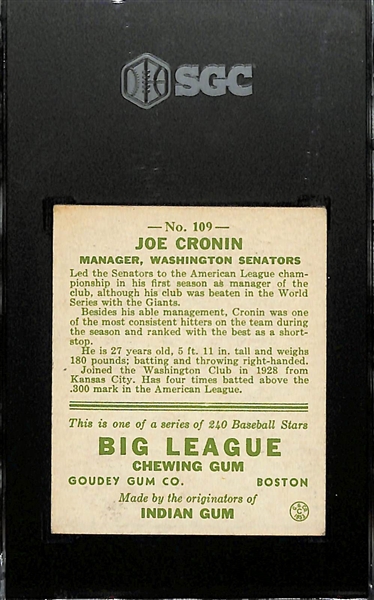 SGC
— No. 109 —
JOE CRONIN
MANAGER, WASHINGTON SENATORS
Led the Senators to the American League cham-
pionship in his first season as manager of the
club, although his club was beaten in the World
Series with the Giants.
Besides his able management, Cronin was one
of the most consistent hitters on the team during
the season and ranked with the best as a short-
stop.
He is 27 years old, 5 ft. 11 in. tall and weighs
180 pounds; batting and throwing right-handed.
Joined the Washington Club in 1928 from
Kansas City. Has four times batted above the
.300 mark in the American League.
This is one of a series of 240 Baseball Stars
BIG LEAGUE
CHEWING GUM
GOUDEY GUM CO. BOSTON
Made by the originators of
INDIAN GUM